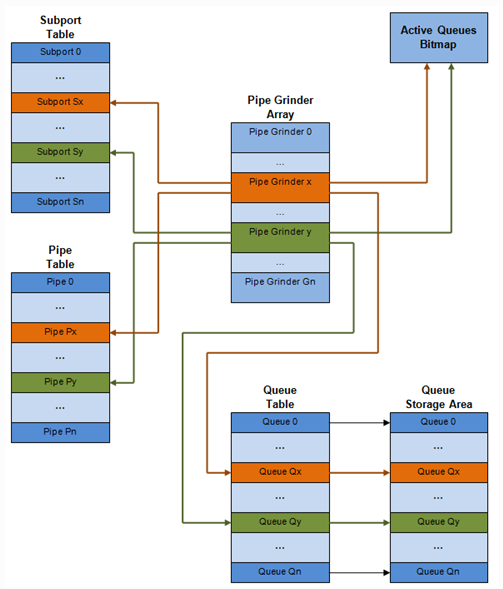 Subport
Table
Subport 0
...
Subport Sx
...
Subport Sy
...
Subport Sn
Active Queues
Bitmap
Pipe Grinder
Array
Pipe Grinder 0
...
Pipe Grinder x
...
Pipe Grinder y
...
Pipe Grinder Gn
Pipe
Table
Pipe 0
...
Pipe Px
...
Pipe Py
...
Pipe Pn
Queue
Table
Queue 0
...
Queue Qx
...
Queue Qy
...
Queue Qn
Queue
Storage Area
Queue 0
...
Queue Qx
...
Queue Qy
...
Queue Qn